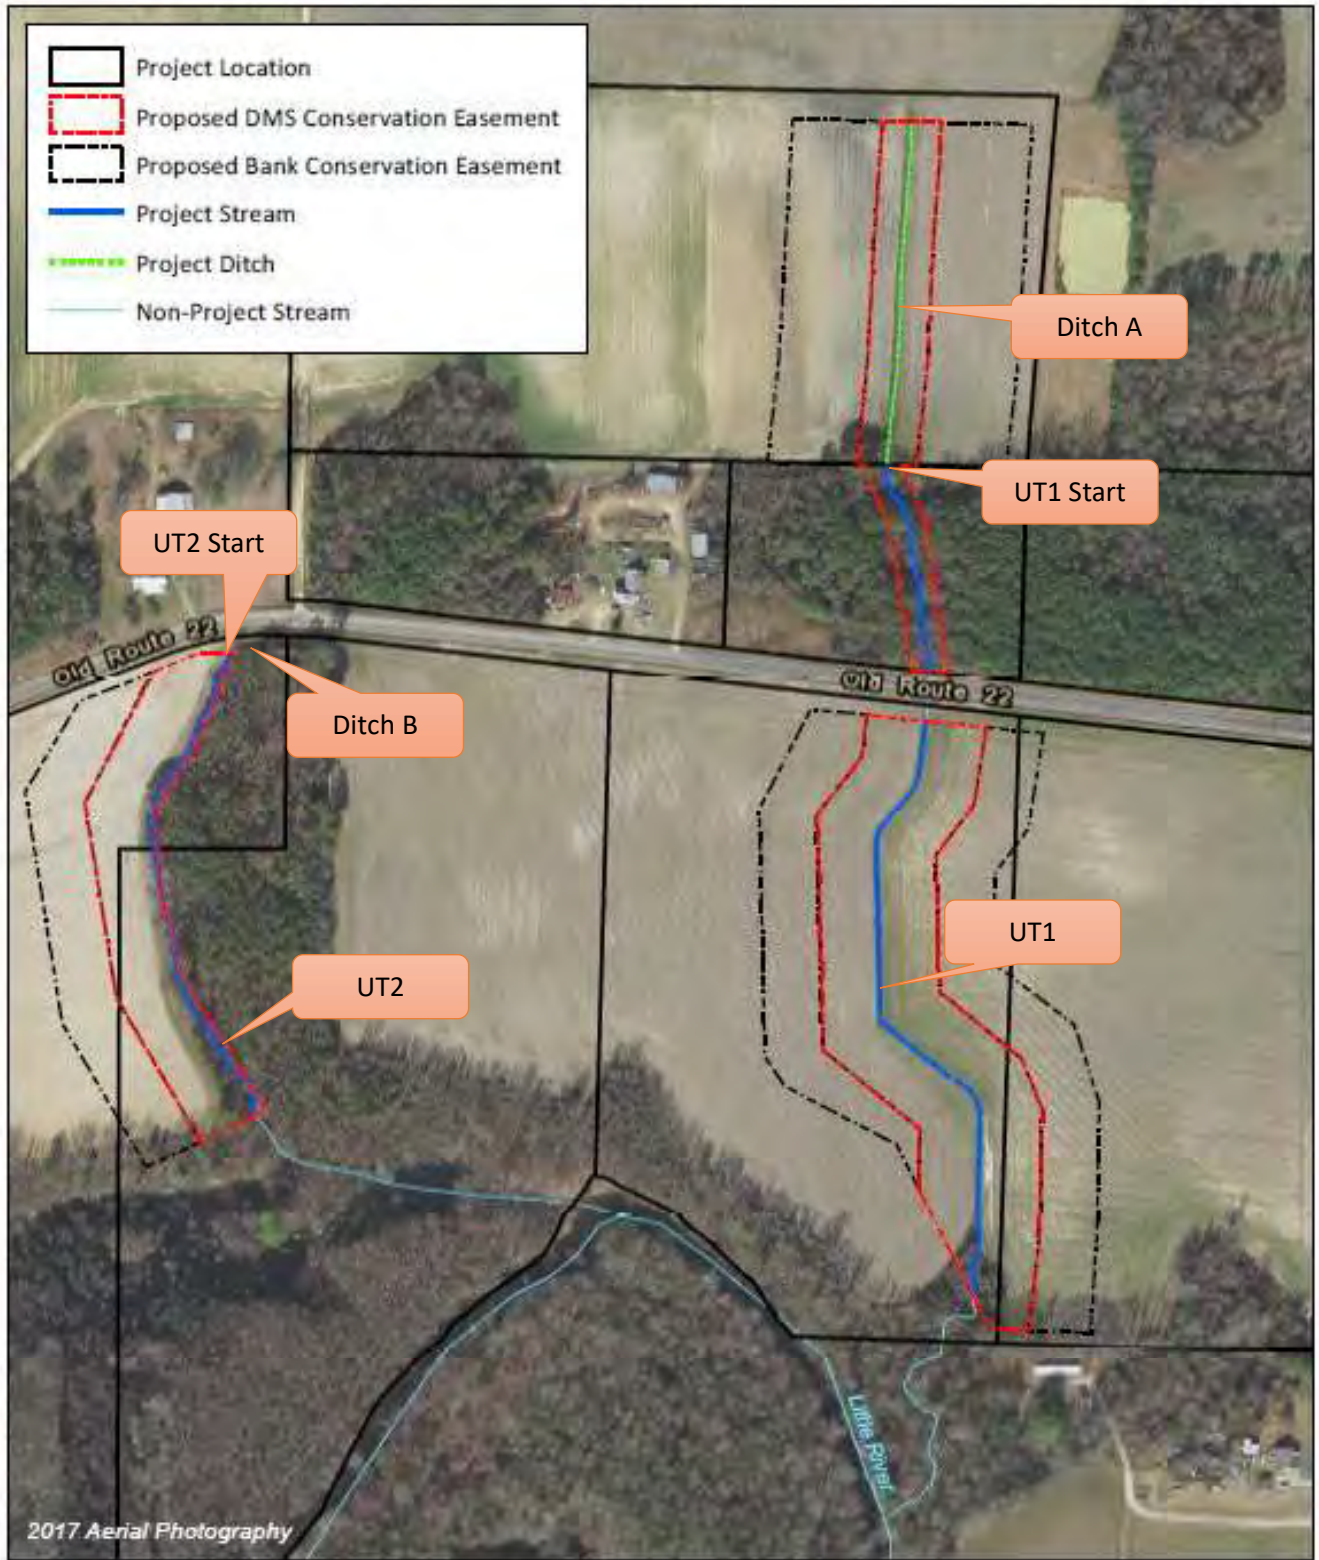 Project Location
Proposed DMS Conservation Easement
Proposed Bank Conservation Easement
Project Stream
Project Ditch
Non-Project Stream
Ditch A
UT1 Start
UT2 Start
Old Route 22
Old Route 22
Ditch B
UT1
UT2
Little River
2017 Aerial Photography